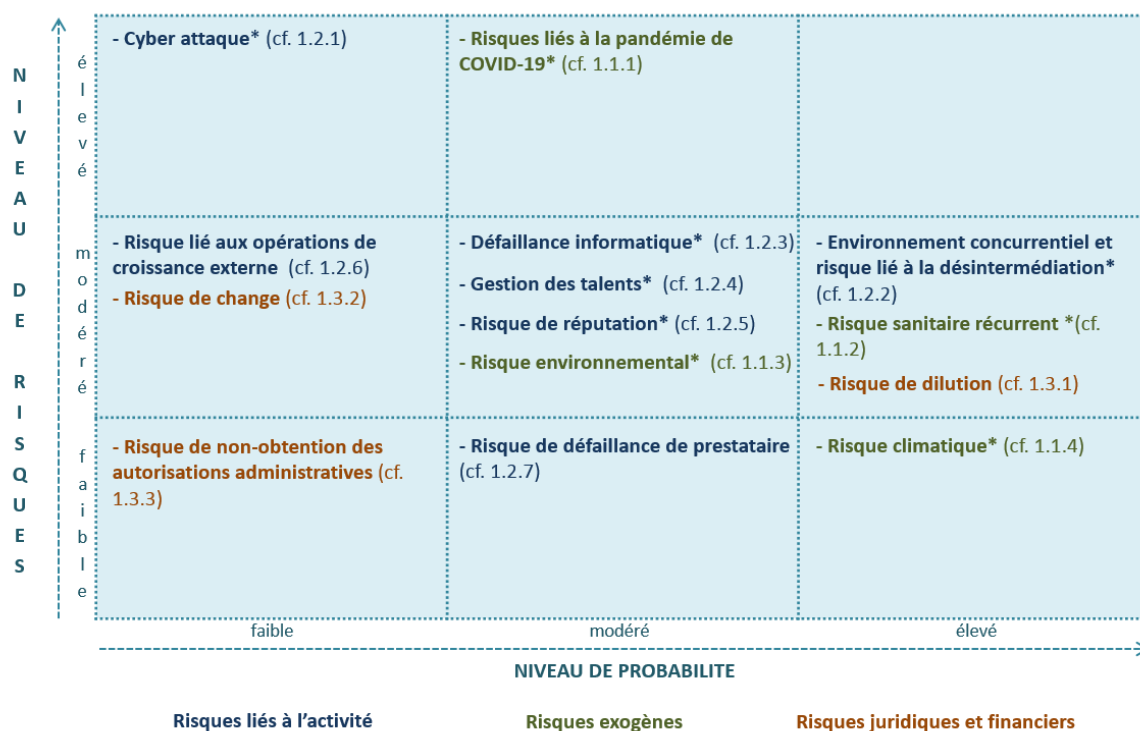 NIVEAU DE RISQUES
élevé
- Cyber attaque* (cf. 1.2.1)
- Risques liés à la pandémie de
COVID-19* (cf. 1.1.1)
modéré
- Risque lié aux opérations de
croissance externe (cf. 1.2.6)
- Risque de change (cf. 1.3.2)
- Défaillance informatique* (cf. 1.2.3)
- Gestion des talents* (cf. 1.2.4)
- Risque de réputation* (cf. 1.2.5)
- Risque environnemental* (cf. 1.1.3)
- Environnement concurrentiel et
risque lié à la désintermédiation*
(cf. 1.2.2)
- Risque sanitaire récurrent *(cf.
1.1.2)
- Risque de dilution (cf. 1.3.1)
faible
- Risque de non-obtention des
autorisations administratives (cf.
1.3.3)
- Risque de défaillance de prestataire
(cf. 1.2.7)
- Risque climatique* (cf. 1.1.4)
faible
modéré
élevé
NIVEAU DE PROBABILITE
Risques liés à l’activité
Risques exogènes
Risques juridiques et financiers